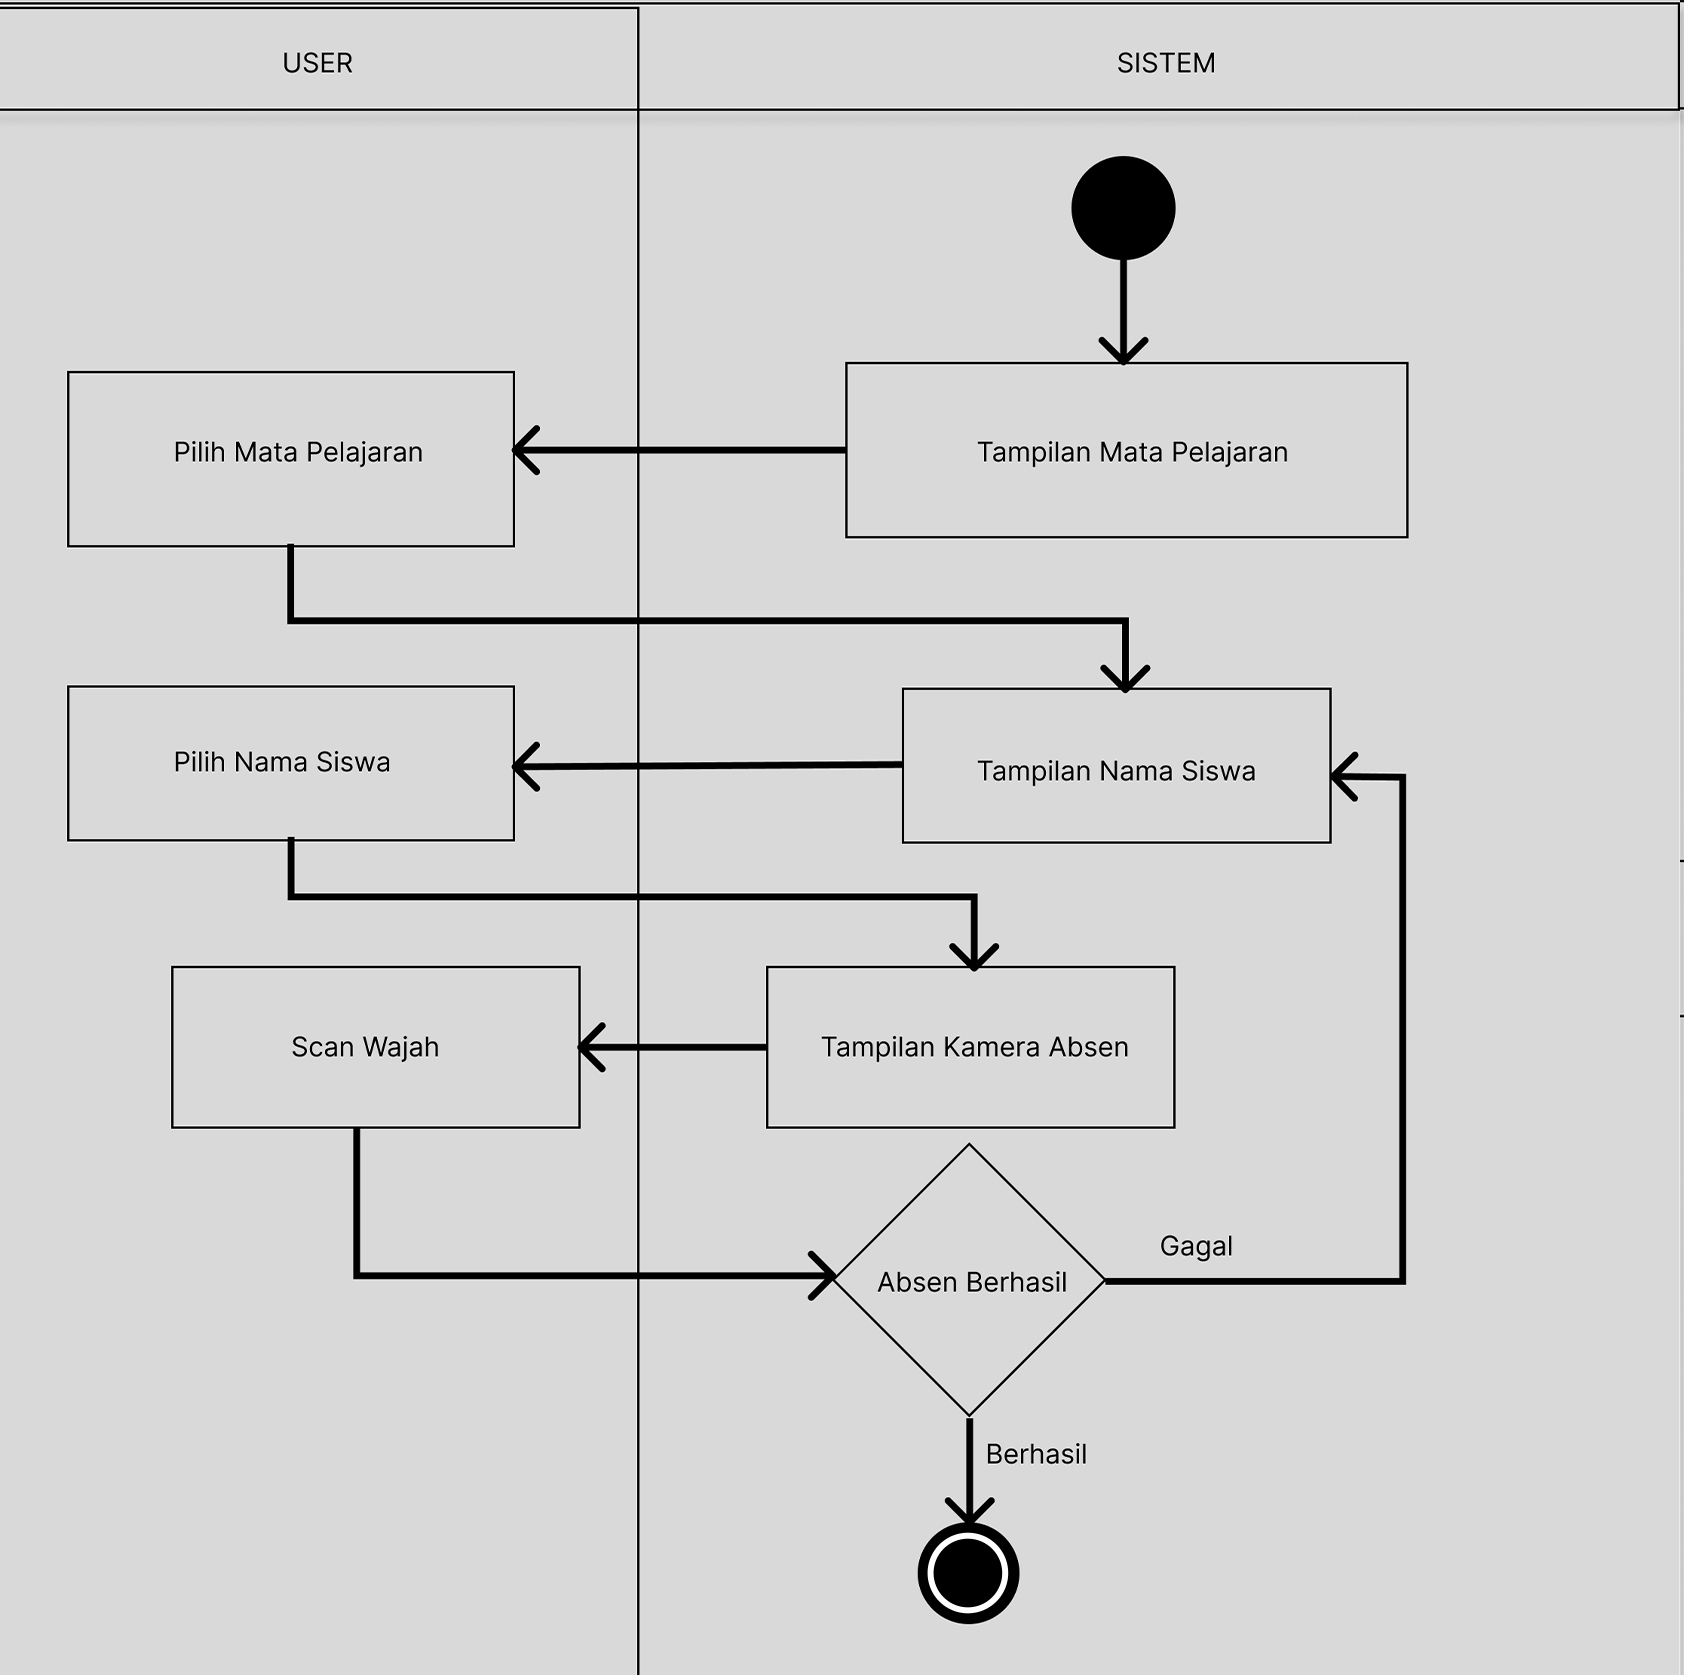 USER
SISTEM
Pilih Mata Pelajaran
Tampilan Mata Pelajaran
Pilih Nama Siswa
Tampilan Nama Siswa
Scan Wajah
Tampilan Kamera Absen
Gagal
Absen Berhasil
Berhasil